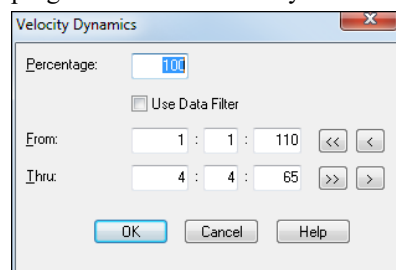 Velocity Dynamics
Percentage: 100
Use Data Filter
From: 1 : 1 : 110 << <
Thru: 4 : 4 : 65 >> >
OK Cancel Help